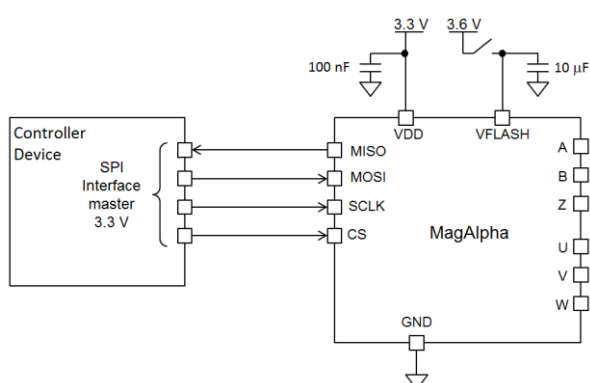 3.3 V 3.6 V
100 nF
10 μF
VDD
VFLASH
Controller
Device
SPI
Interface
master
3.3 V
MISO
MOSI
SCLK
CS
MagAlpha
A
B
Z
U
V
W
GND